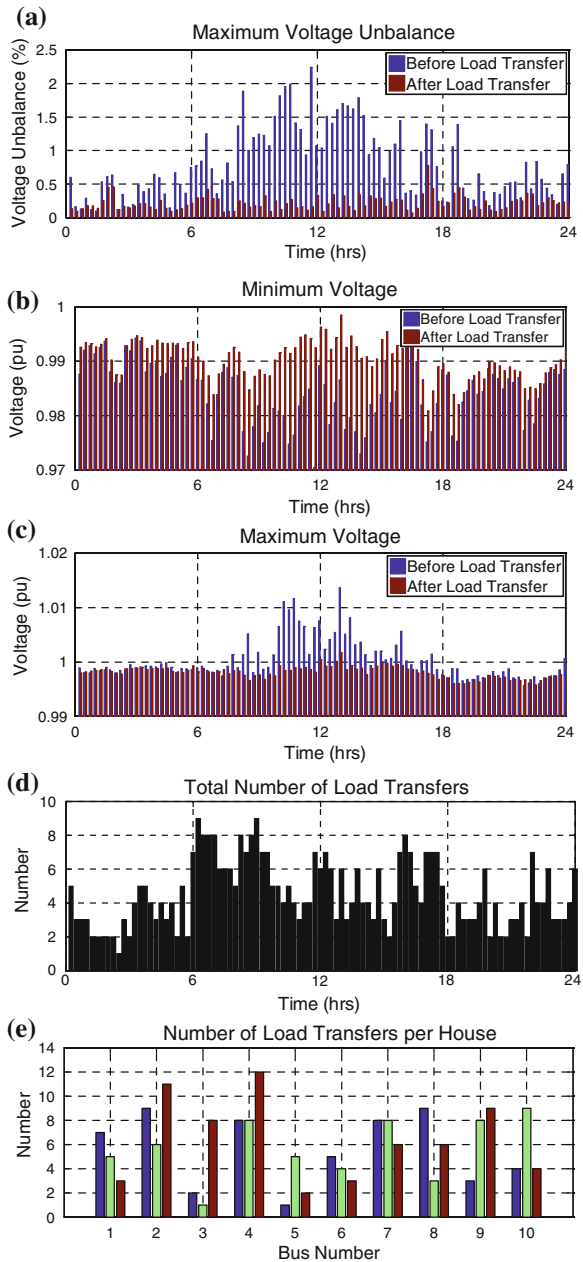 (a)
Maximum Voltage Unbalance
Voltage Unbalance (%)
2.5
2
1.5
1
0.5
0
Before Load Transfer
After Load Transfer
0 6 12 18 24
Time (hrs)
(b)
Minimum Voltage
Voltage (pu)
1
0.99
0.98
0.97
Before Load Transfer
After Load Transfer
0 6 12 18 24
Time (hrs)
(c)
Maximum Voltage
Voltage (pu)
1.02
1.01
1
0.99
Before Load Transfer
After Load Transfer
0 6 12 18 24
Time (hrs)
(d)
Total Number of Load Transfers
Number
10
8
6
4
2
0
0 6 12 18 24
Time (hrs)
(e)
Number of Load Transfers per House
Number
14
12
10
8
6
4
2
0
1 2 3 4 5 6 7 8 9 10
Bus Number